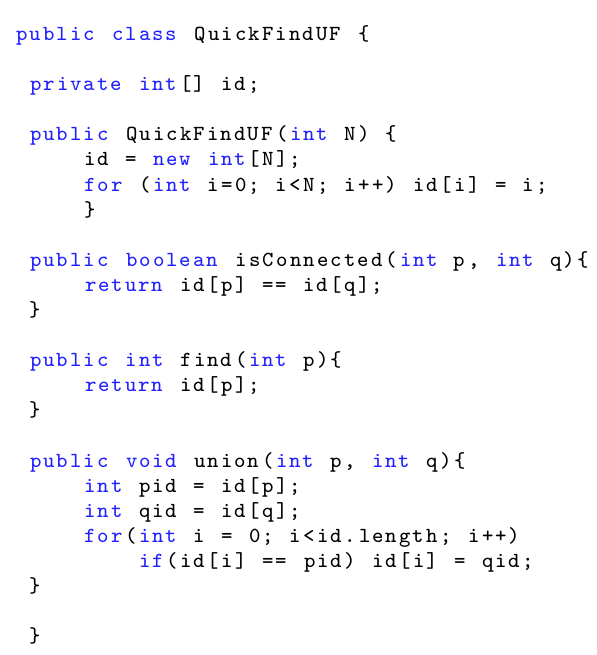 public class QuickFindUF {
private int[] id;
public QuickFindUF(int N) {
id = new int[N];
for (int i=0; i<N; i++) id[i] = i;
}
public boolean isConnected(int p, int q){
return id[p] == id[q];
}
public int find(int p){
return id[p];
}
public void union(int p, int q){
int pid = id[p];
int qid = id[q];
for(int i = 0; i<id.length; i++)
if(id[i] == pid) id[i] = qid;
}
}